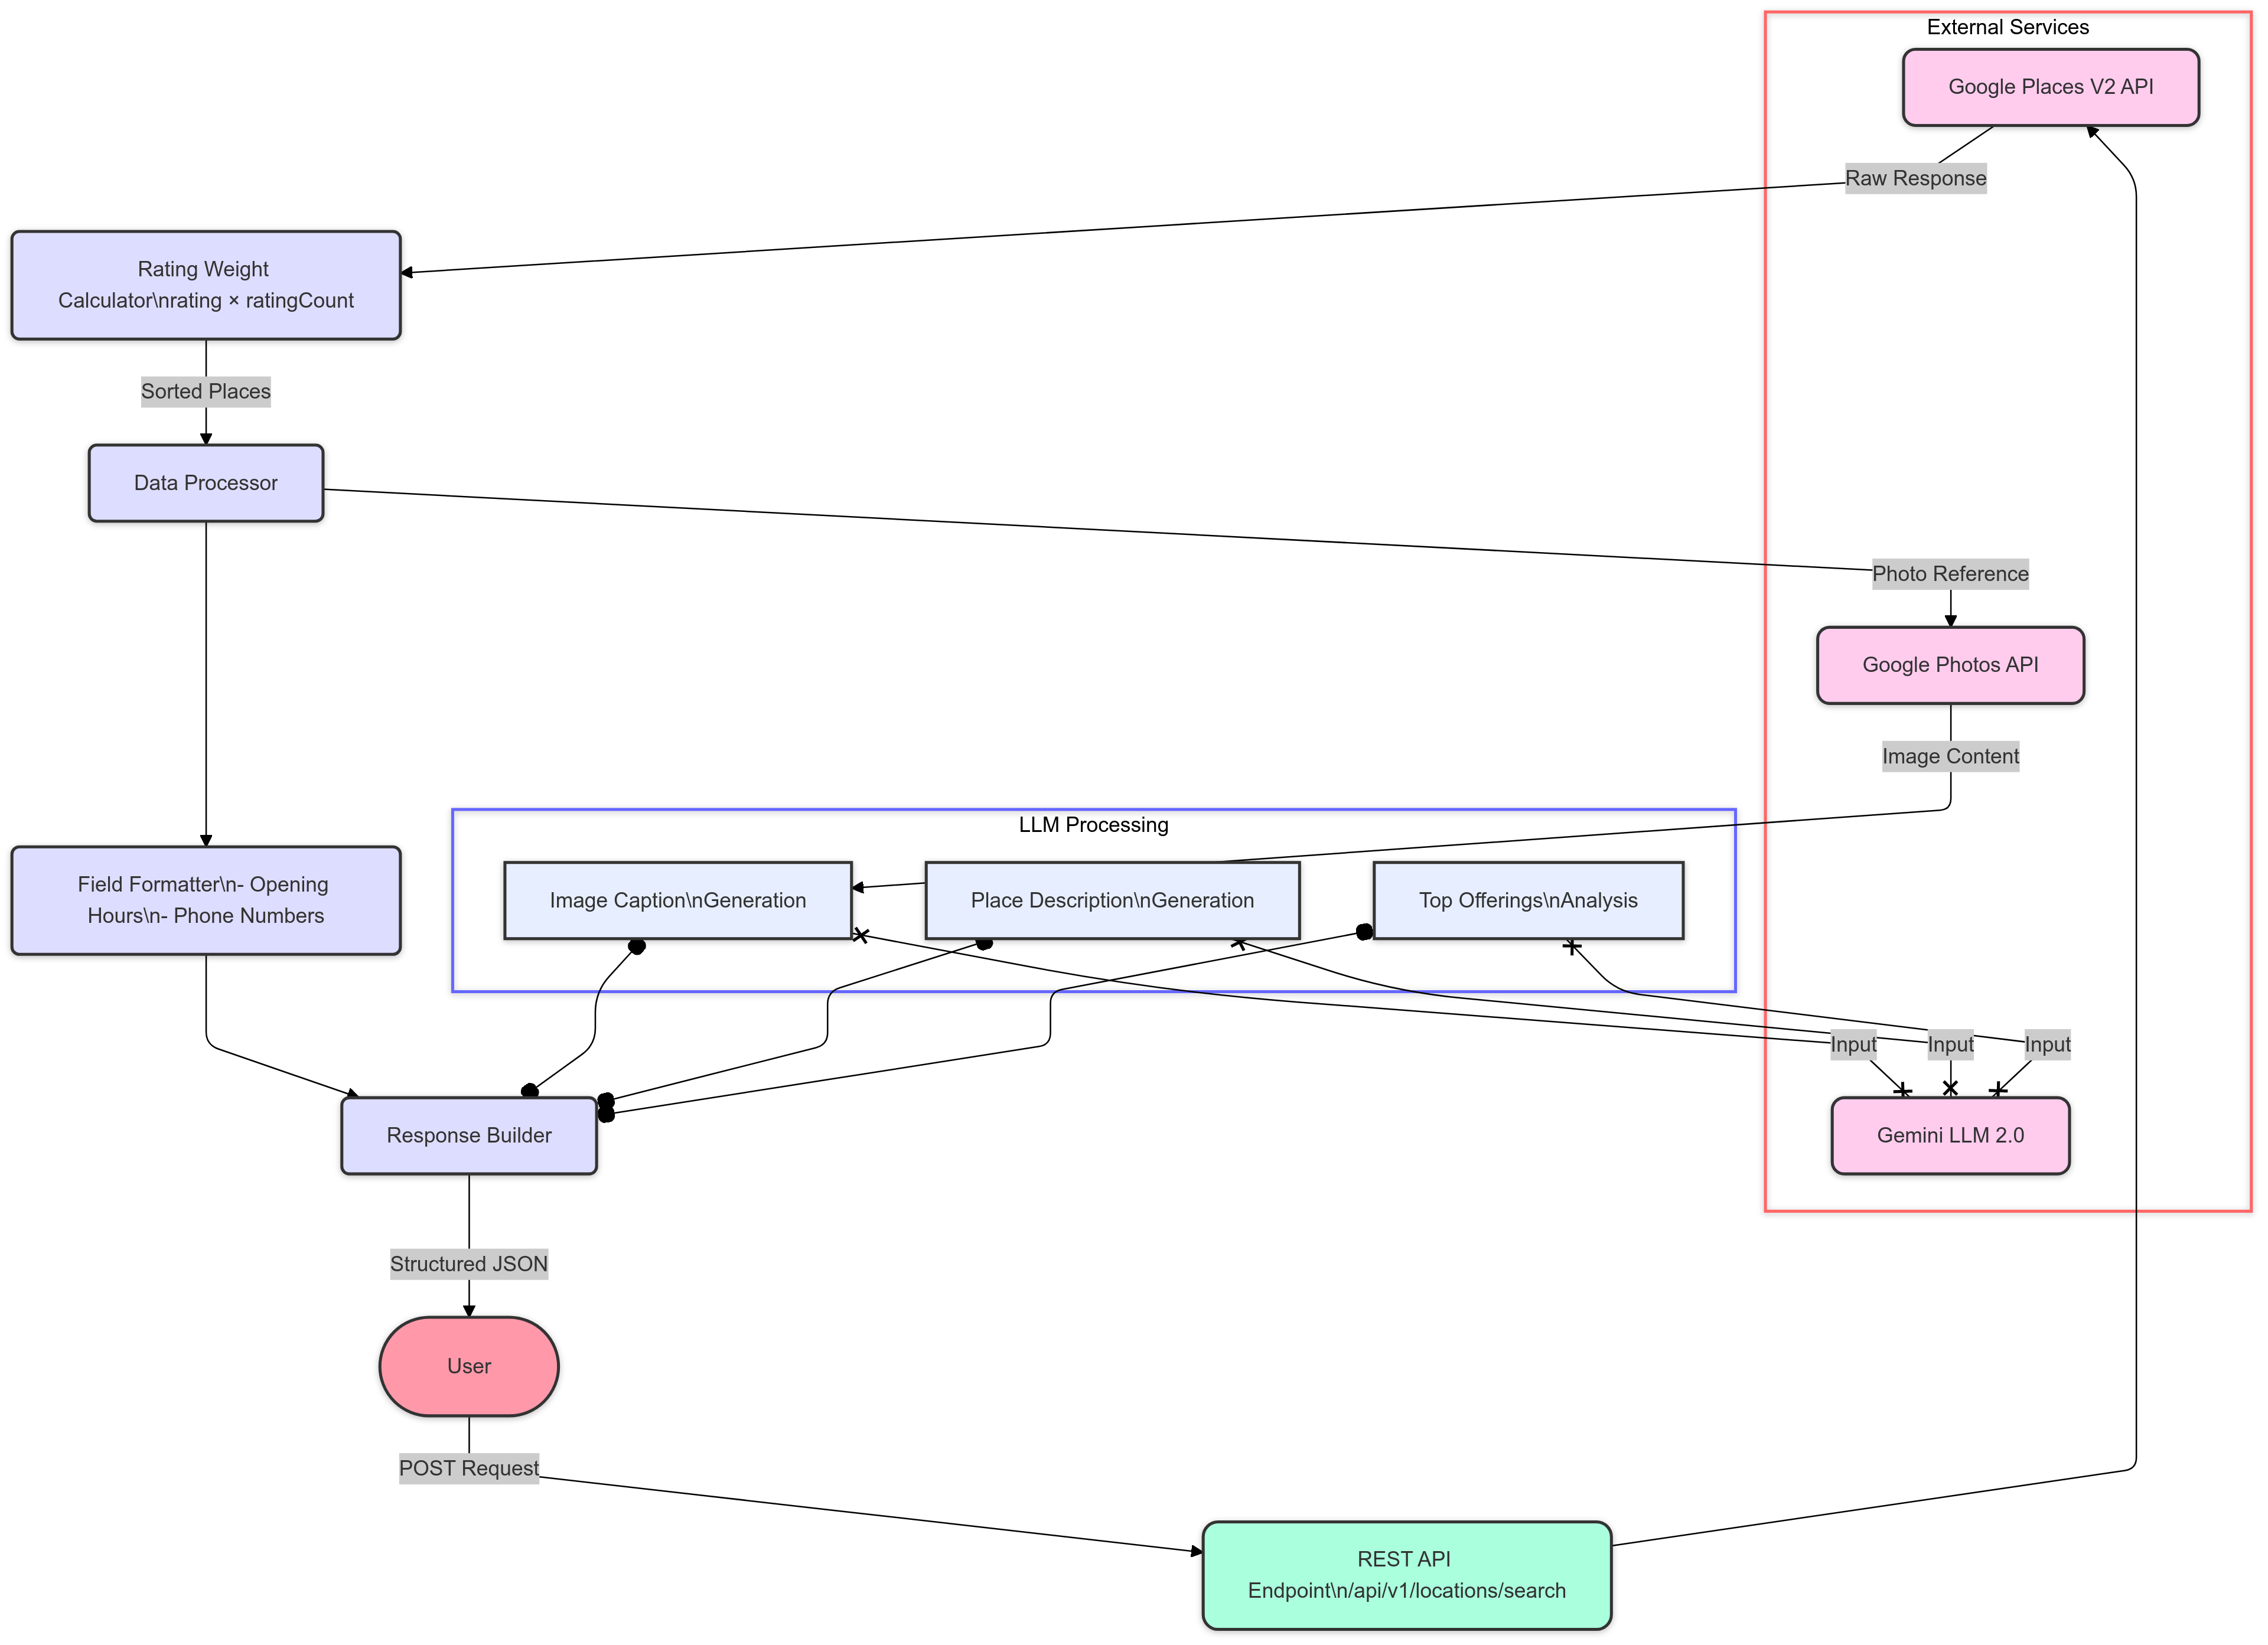 External Services
Google Places V2 API
Raw Response
Rating Weight
Calculator\nrating × ratingCount
Sorted Places
Data Processor
Photo Reference
Google Photos API
Image Content
LLM Processing
Field Formatter\n- Opening
Hours\n- Phone Numbers
Image Caption\nGeneration
Place Description\nGeneration
Top Offerings\nAnalysis
Input
Input
Input
Response Builder
Gemini LLM 2.0
Structured JSON
User
POST Request
REST API
Endpoint\n/api/v1/locations/search